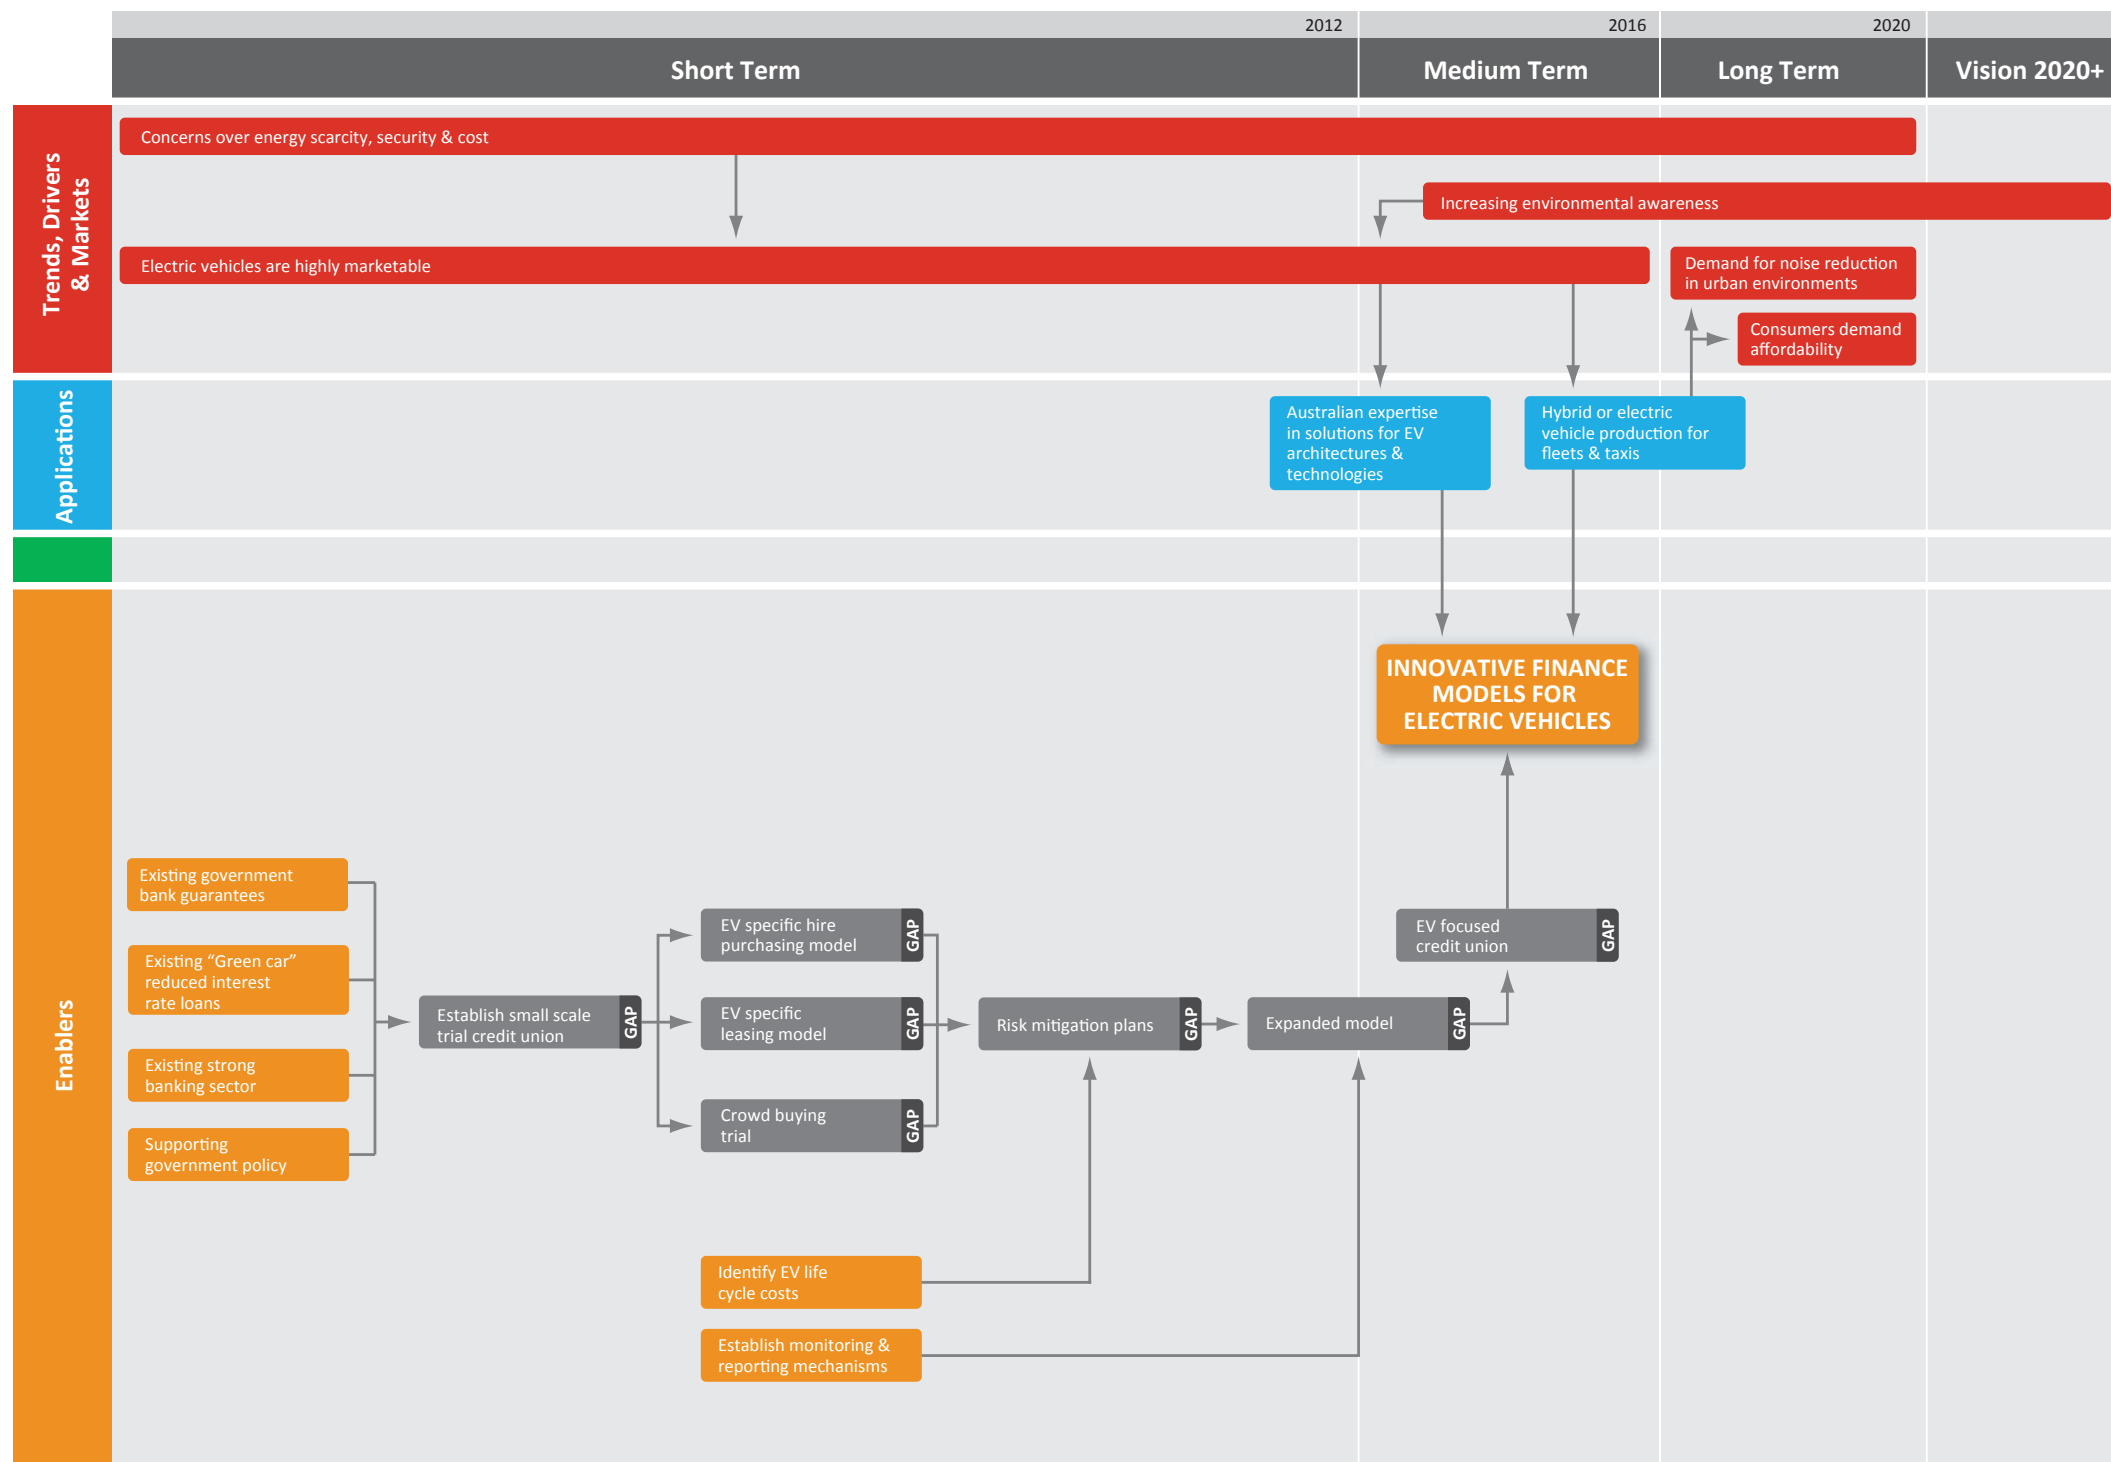 2012
2016
2020
Short Term
Medium Term
Long Term
Vision 2020+
Trends, Drivers
& Markets
Concerns over energy scarcity, security & cost
Increasing environmental awareness
Electric vehicles are highly marketable
Demand for noise reduction
in urban environments
Consumers demand
affordability
Applications
Australian expertise
in solutions for EV
architectures &
technologies
Hybrid or electric
vehicle production for
fleets & taxis
Enablers
INNOVATIVE FINANCE
MODELS FOR
ELECTRIC VEHICLES
Existing government
bank guarantees
Existing “Green car”
reduced interest
rate loans
Existing strong
banking sector
Supporting
government policy
Establish small scale
trial credit union
GAP
EV specific hire
purchasing model
GAP
EV specific
leasing model
GAP
Crowd buying
trial
GAP
Risk mitigation plans
GAP
Expanded model
GAP
EV focused
credit union
GAP
Identify EV life
cycle costs
Establish monitoring &
reporting mechanisms